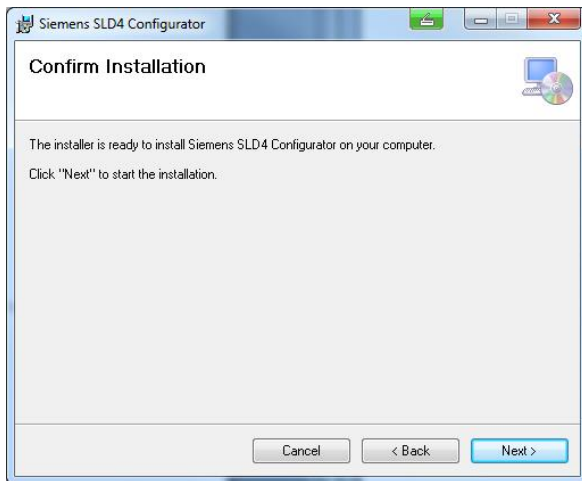 Siemens SLD4 Configurator
Confirm Installation
The installer is ready to install Siemens SLD4 Configurator on your computer.
Click "Next" to start the installation.
Cancel
< Back
Next >